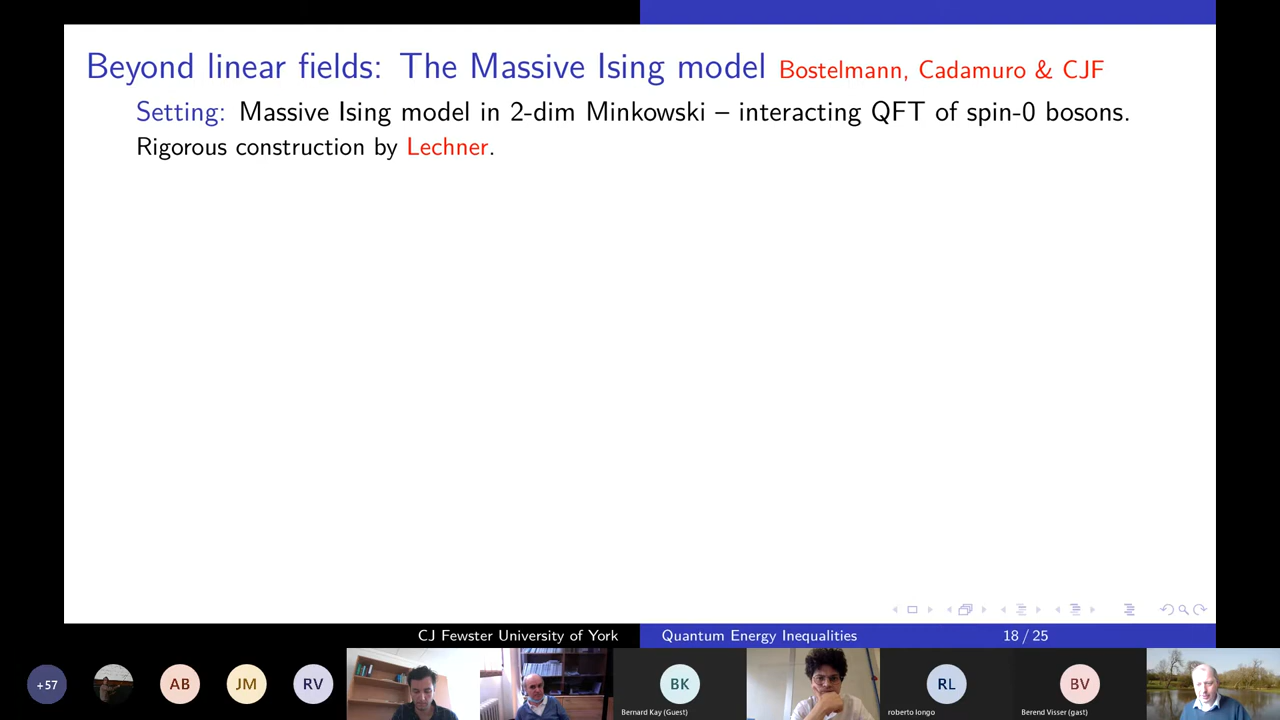 Beyond linear fields: The Massive Ising model Bostelmann, Cadamuro & CJF
Setting: Massive Ising model in 2-dim Minkowski – interacting QFT of spin-0 bosons.
Rigorous construction by Lechner.
CJ Fewster University of York Quantum Energy Inequalities 18 / 25
+57 AB JM RV BK RL BV
Bernard Kay (Guest) roberto longo Berend Visser (gast)